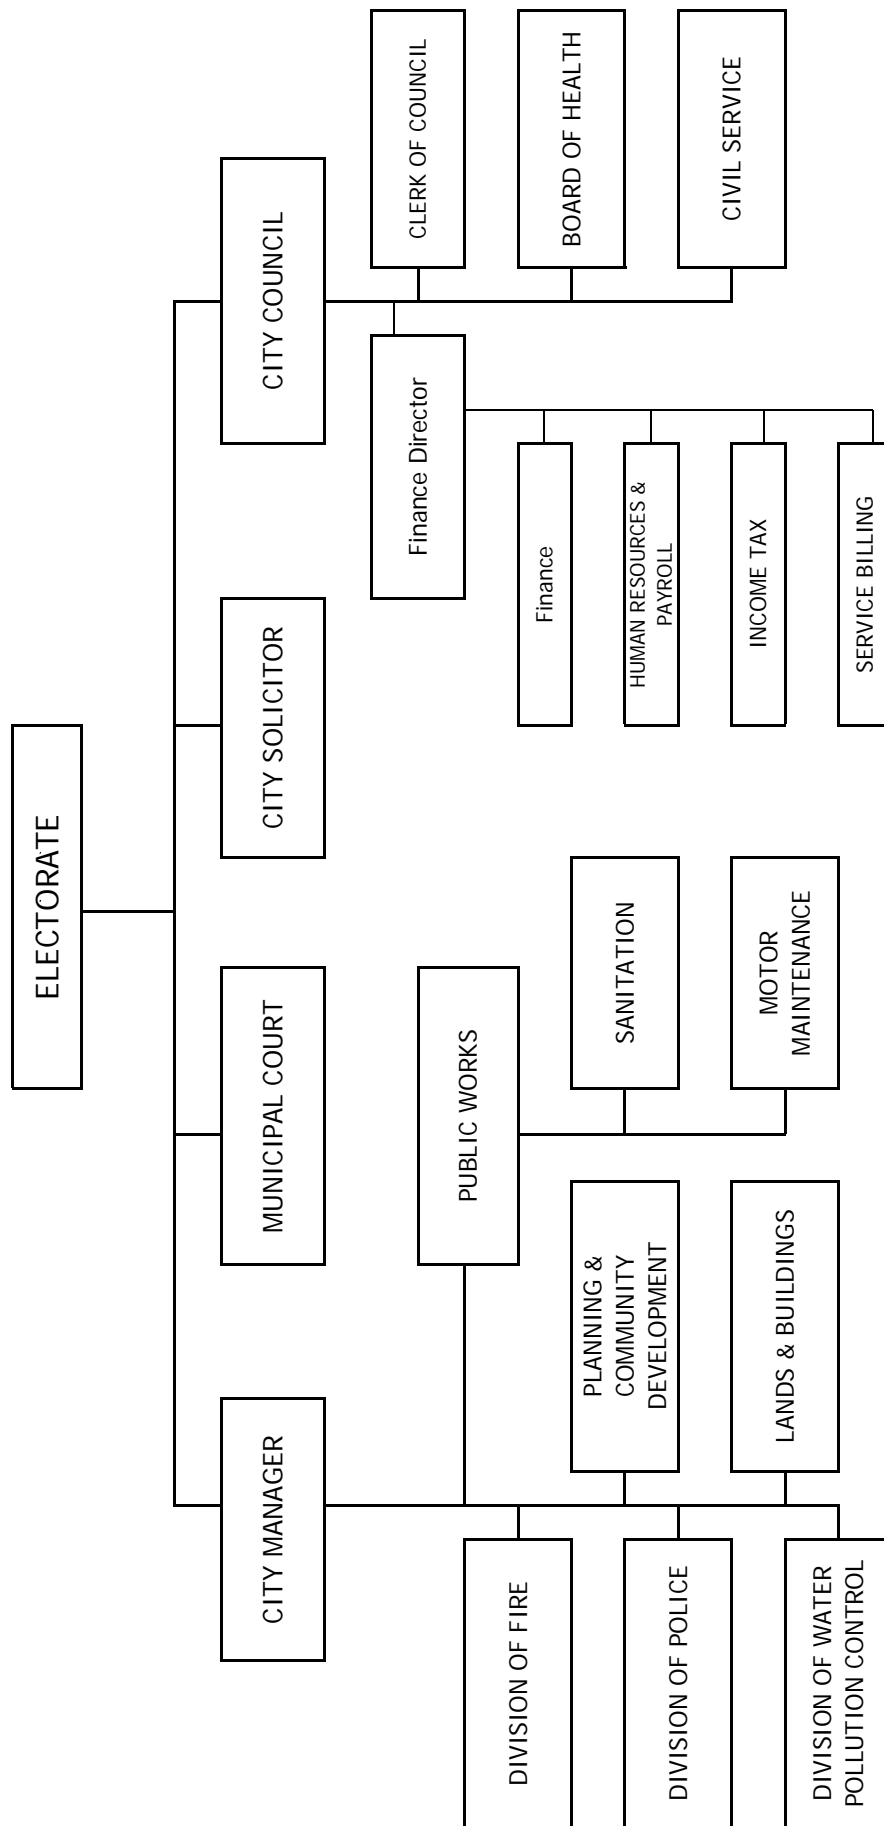 ELECTORATE
CITY MANAGER
MUNICIPAL COURT
CITY SOLICITOR
CITY COUNCIL
Finance Director
CLERK OF COUNCIL
PUBLIC WORKS
DIVISION OF FIRE
Finance
BOARD OF HEALTH
PLANNING &
COMMUNITY
DEVELOPMENT
SANITATION
DIVISION OF POLICE
HUMAN RESOURCES &
PAYROLL
CIVIL SERVICE
LANDS & BUILDINGS
MOTOR
MAINTENANCE
INCOME TAX
DIVISION OF WATER
POLLUTION CONTROL
SERVICE BILLING